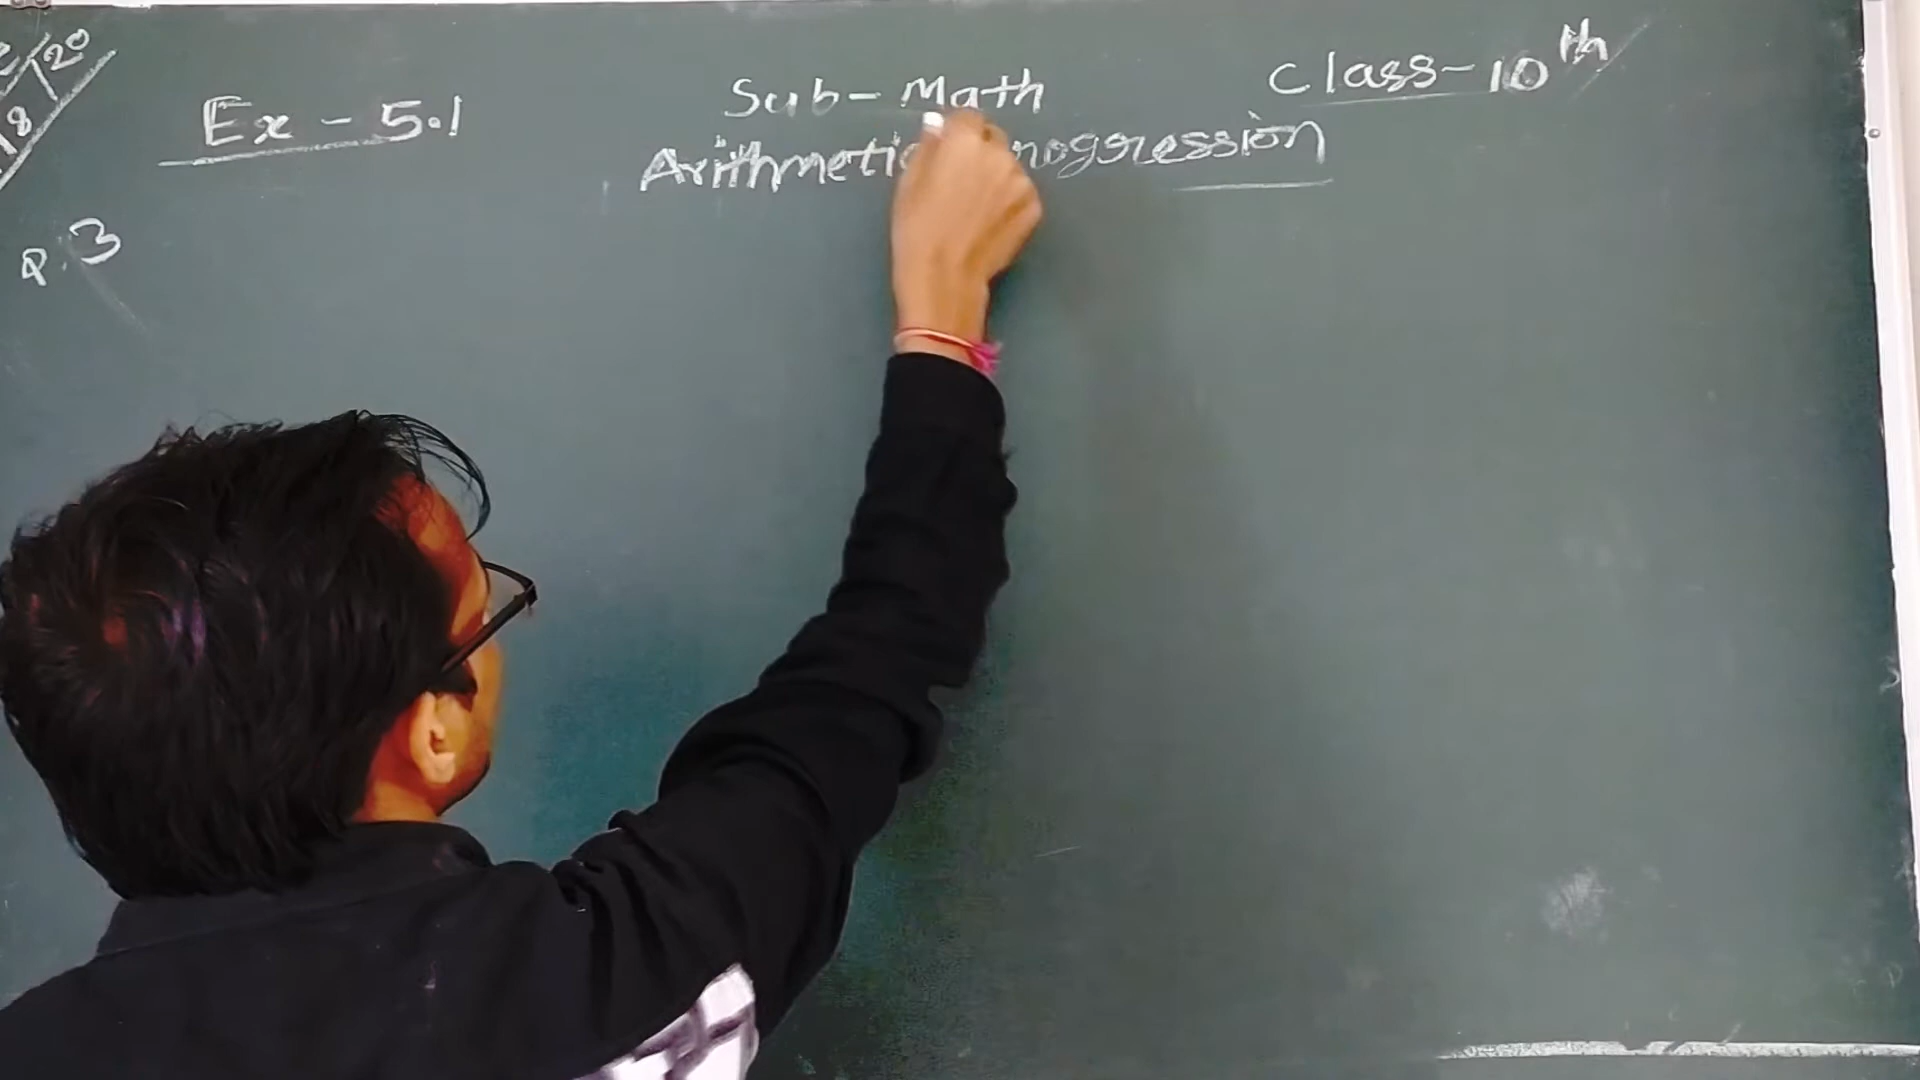 Sub- Math
Class-10th
Ex - 5.1
Arithmetic
Q.3